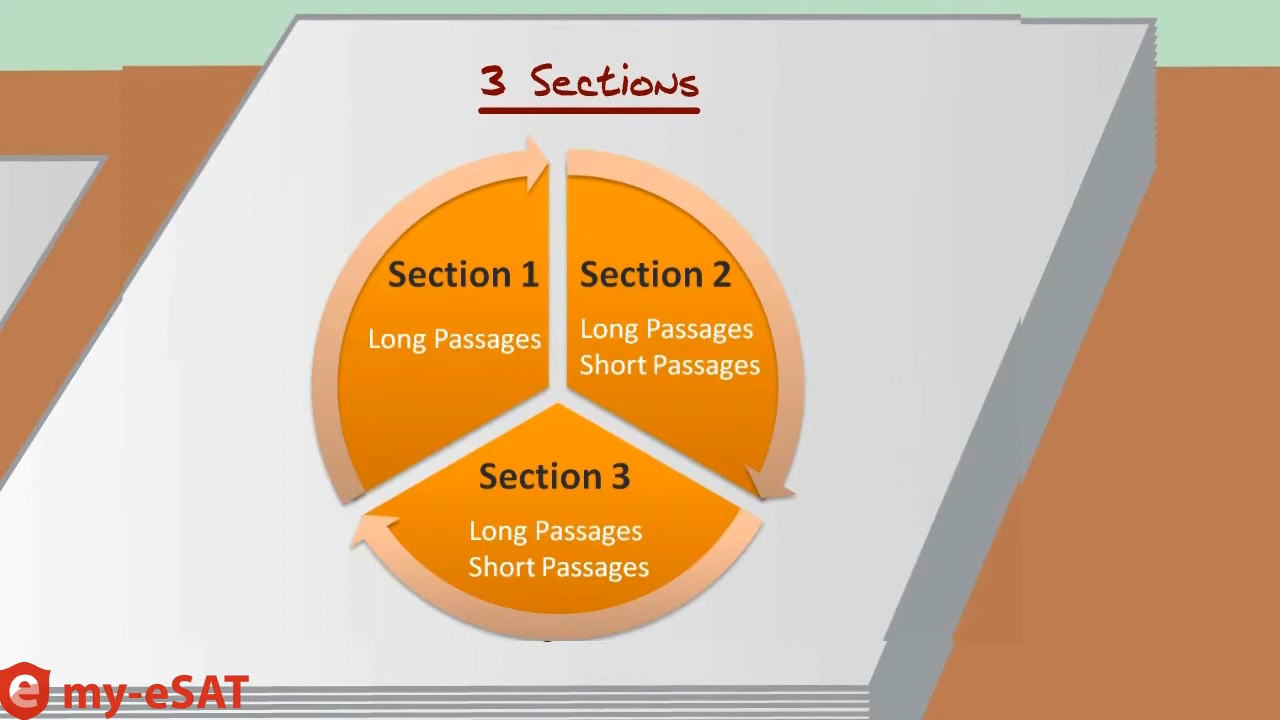 3 Sections
Section 1
Long Passages
Section 2
Long Passages
Short Passages
Section 3
Long Passages
Short Passages
e my-eSAT